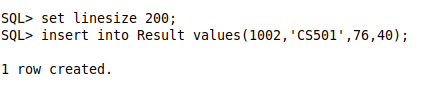 SQL> set linesize 200;
SQL> insert into Result values(1002,'CS501',76,40);
1 row created.